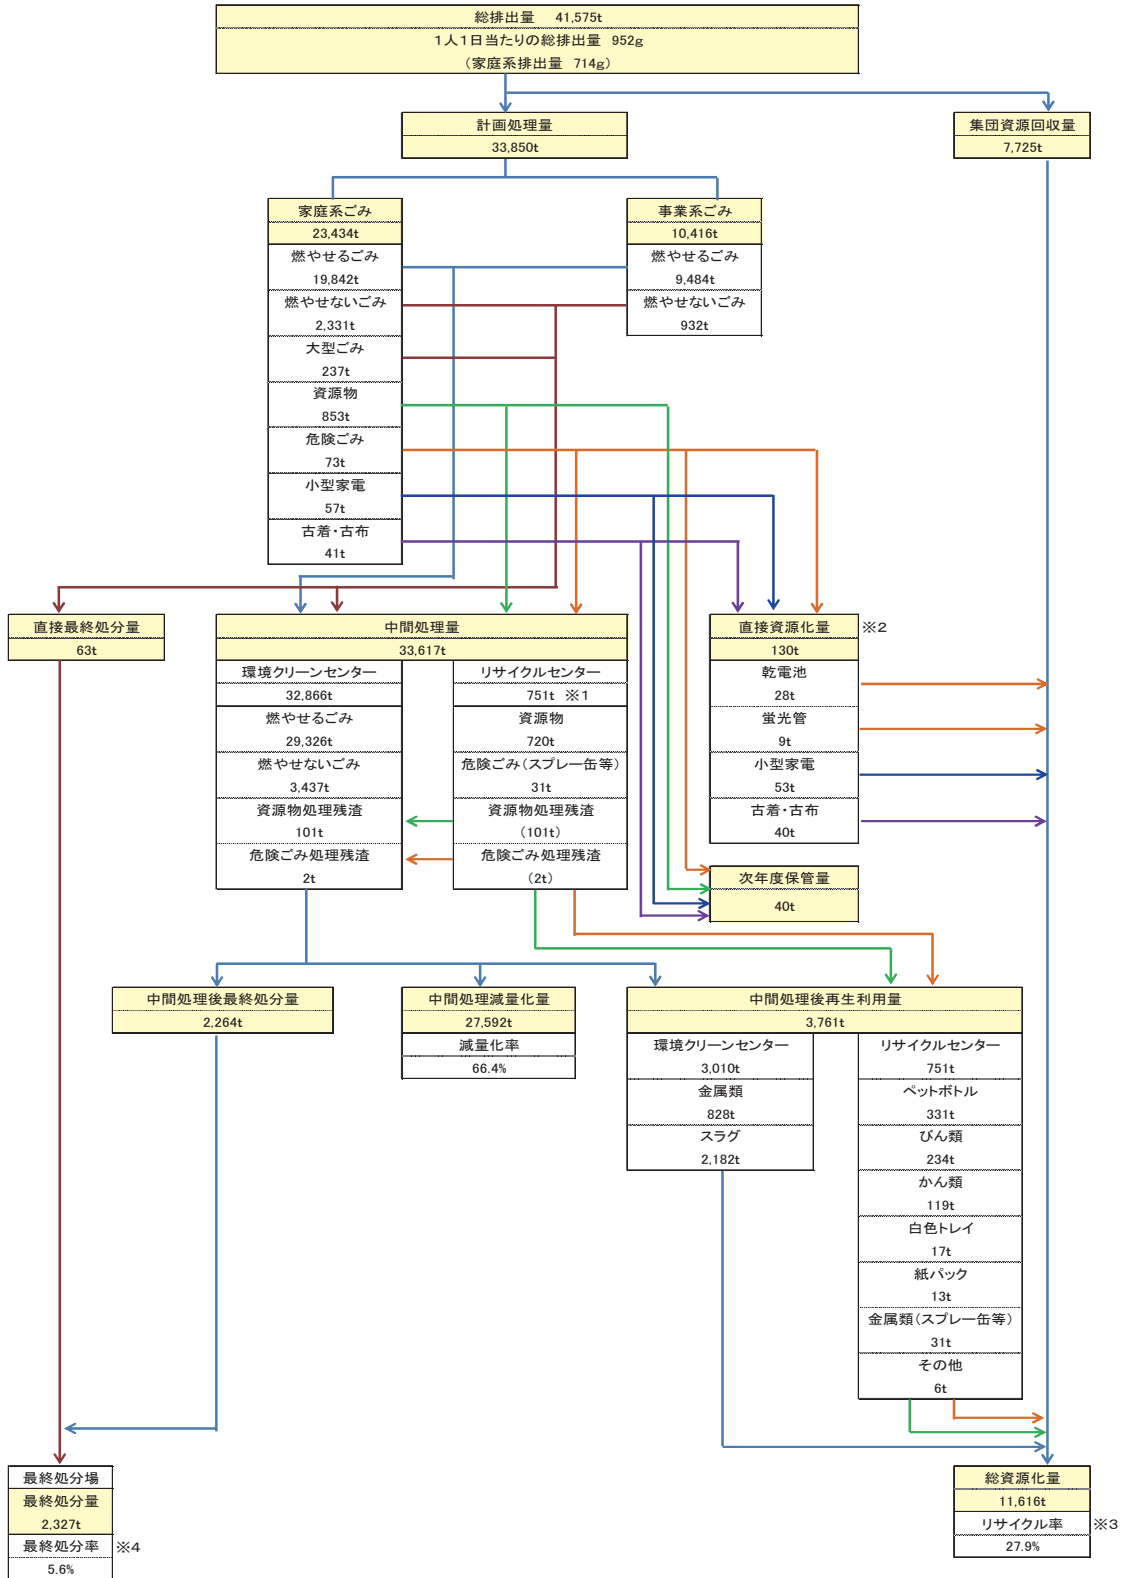 総排出量 41,575t
1人1日当たりの総排出量 952g
(家庭系排出量 714g)
計画処理量
33,850t
集団資源回収量
7,725t
家庭系ごみ
23,434t
燃やせるごみ
19,842t
燃やせないごみ
2,331t
大型ごみ
237t
資源物
853t
危険ごみ
73t
小型家電
57t
古着・古布
41t
事業系ごみ
10,416t
燃やせるごみ
9,484t
燃やせないごみ
932t
直接最終処分量
63t
中間処理量
33,617t
環境クリーンセンター
32,866t
燃やせるごみ
29,326t
燃やせないごみ
3,437t
資源物処理残渣
101t
危険ごみ処理残渣
2t
リサイクルセンター
751t ※1
資源物
720t
危険ごみ(スプレー缶等)
31t
資源物処理残渣
(101t)
危険ごみ処理残渣
(2t)
直接資源化量 ※2
130t
乾電池
28t
蛍光管
9t
小型家電
53t
古着・古布
40t
次年度保管量
40t
中間処理後最終処分量
2,264t
中間処理減量化量
27,592t
減量化率
66.4%
中間処理後再生利用量
3,761t
環境クリーンセンター
3,010t
金属類
828t
スラグ
2,182t
リサイクルセンター
751t
ペットボトル
331t
びん類
234t
かん類
119t
白色トレイ
17t
紙パック
13t
金属類(スプレー缶等)
31t
その他
6t
最終処分場
最終処分量
2,327t
最終処分率 ※4
5.6%
総資源化量
11,616t
リサイクル率 ※3
27.9%